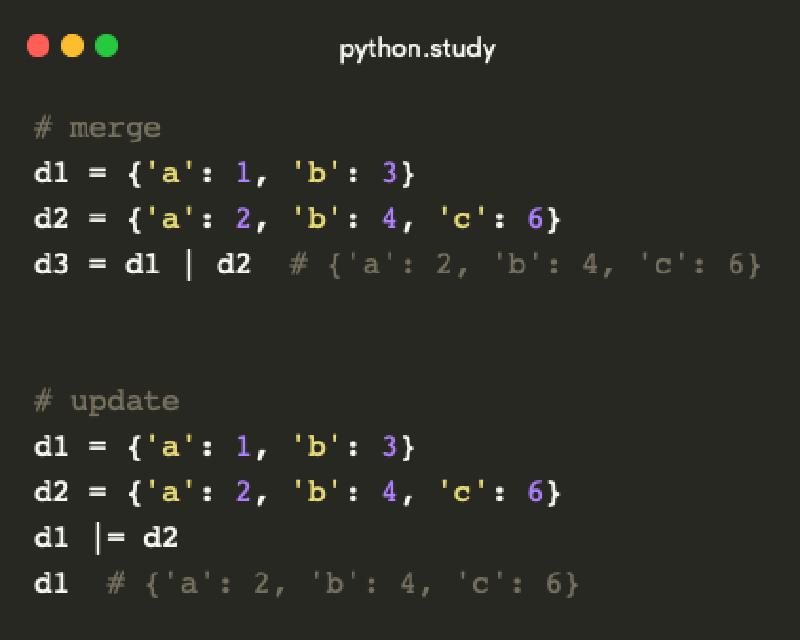 python.study
# merge
d1 = {'a': 1, 'b': 3}
d2 = {'a': 2, 'b': 4, 'c': 6}
d3 = d1 | d2  # {'a': 2, 'b': 4, 'c': 6}
# update
d1 = {'a': 1, 'b': 3}
d2 = {'a': 2, 'b': 4, 'c': 6}
d1 |= d2
d1  # {'a': 2, 'b': 4, 'c': 6}